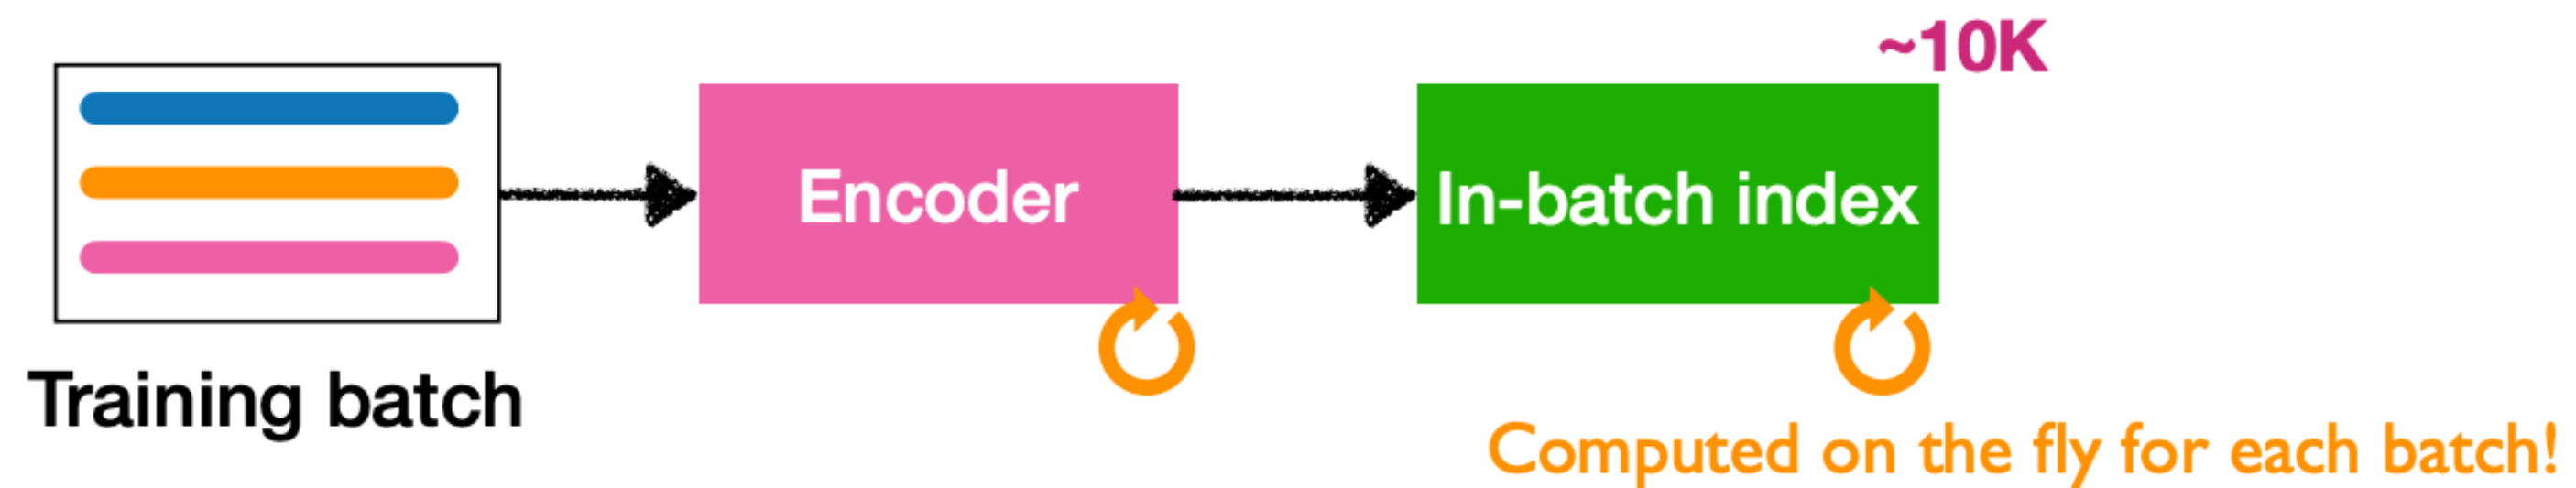 ~10K
Encoder
In-batch index
Training batch
Computed on the fly for each batch!